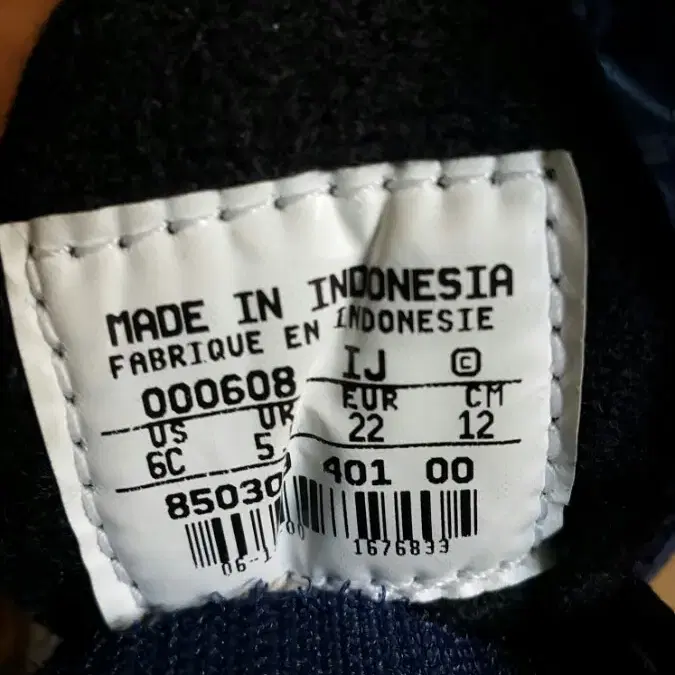 MADE IN INDONESIA
FABRIQUE EN INDONESIE
000608 IJ ©
US UK EUR CM
6C 5 22 12
401 00
1676833